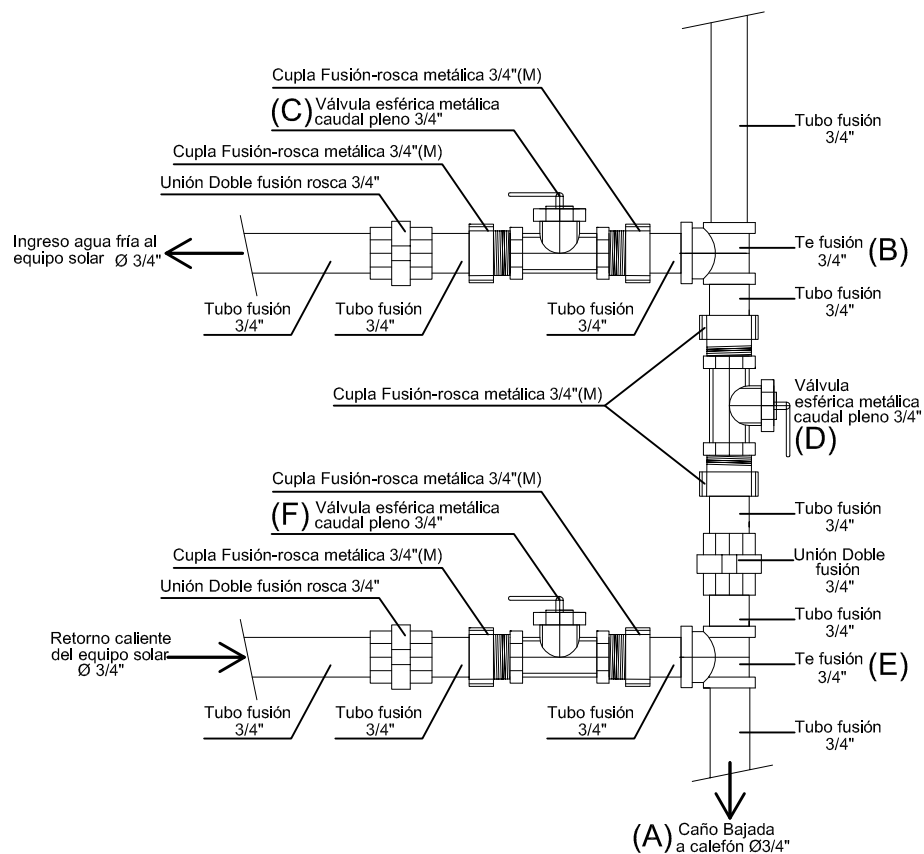 Cupla Fusión-rosca metálica 3/4"(M)
(C) Válvula esférica metálica
caudal pleno 3/4"
Cupla Fusión-rosca metálica 3/4"(M)
Unión Doble fusión rosca 3/4"
Tubo fusión
3/4"
Ingreso agua fría al
equipo solar Ø 3/4"
Te fusión
3/4" (B)
Tubo fusión
3/4"
Tubo fusión
3/4"
Tubo fusión
3/4"
Tubo fusión
3/4"
Cupla Fusión-rosca metálica 3/4"(M)
Válvula
esférica metálica
caudal pleno 3/4"
(D)
Cupla Fusión-rosca metálica 3/4"(M)
(F) Válvula esférica metálica
caudal pleno 3/4"
Cupla Fusión-rosca metálica 3/4"(M)
Unión Doble fusión rosca 3/4"
Tubo fusión
3/4"
Unión Doble
fusión
3/4"
Tubo fusión
3/4"
Retorno caliente
del equipo solar
Ø 3/4"
Te fusión
3/4" (E)
Tubo fusión
3/4"
Tubo fusión
3/4"
Tubo fusión
3/4"
Tubo fusión
3/4"
(A) Caño Bajada
a calefón Ø3/4"